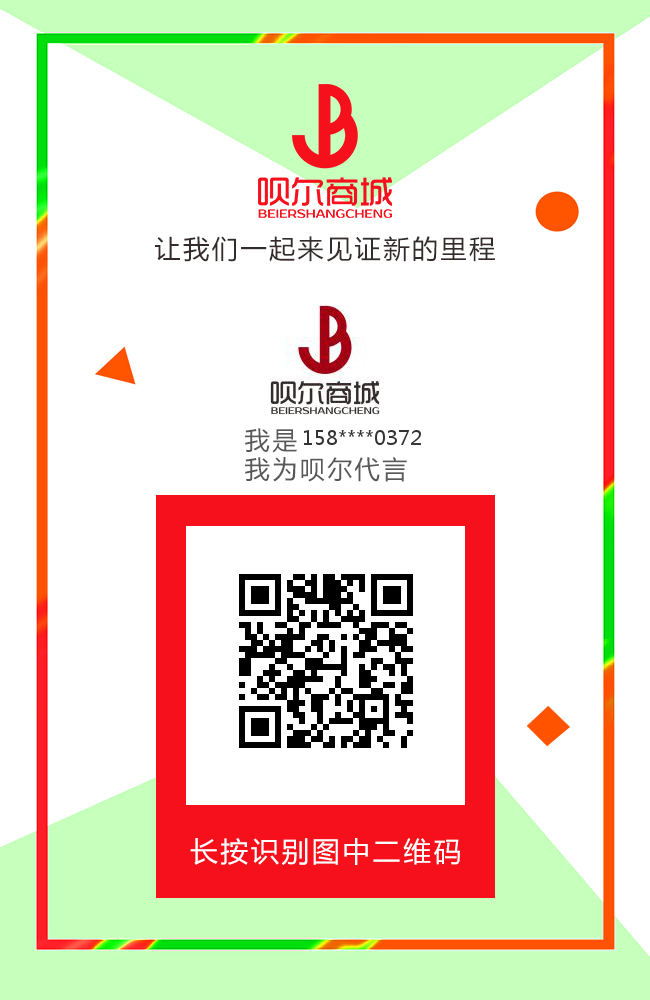 呗尔商城
BEIERSHANGCHENG
让我们一起来见证新的里程
呗尔商城
BEIERSHANGCHENG
我是 158****0372
我为呗尔代言
长按识别图中二维码